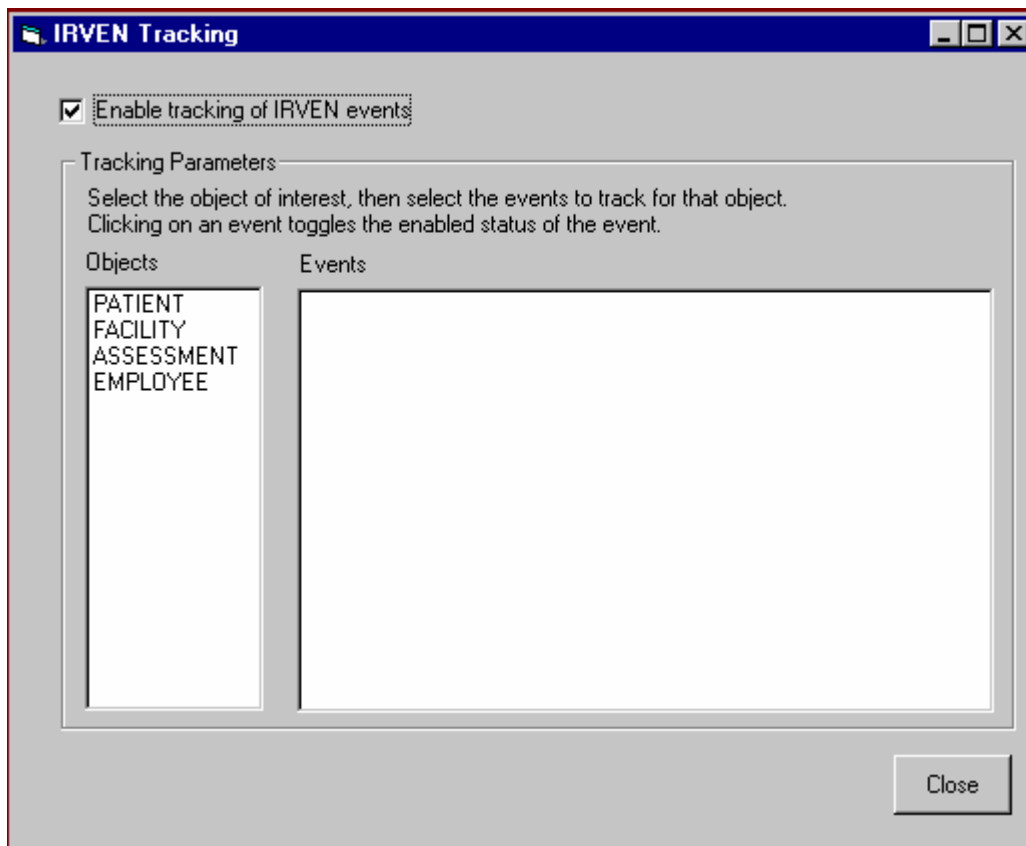 IRVEN Tracking
Enable tracking of IRVEN events
Tracking Parameters
Select the object of interest, then select the events to track for that object.
Clicking on an event toggles the enabled status of the event.
Objects
Events
PATIENT
FACILITY
ASSESSMENT
EMPLOYEE
Close